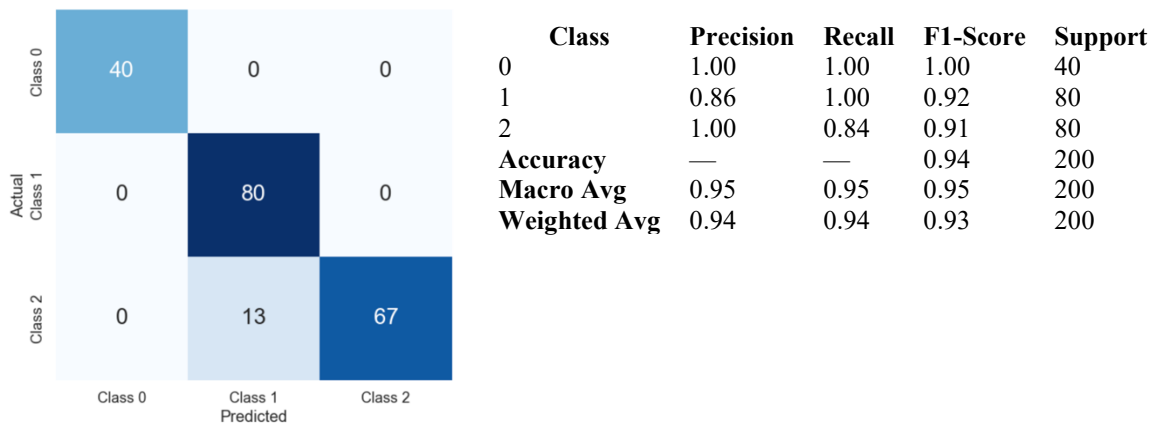 Class 0
40 0 0
Actual
Class 1
0 80 0
Class 2
0 13 67
Class 0 Class 1 Class 2
Predicted
Class Precision Recall F1-Score Support
0 1.00 1.00 1.00 40
1 0.86 1.00 0.92 80
2 1.00 0.84 0.91 80
Accuracy — — 0.94 200
Macro Avg 0.95 0.95 0.95 200
Weighted Avg 0.94 0.94 0.93 200